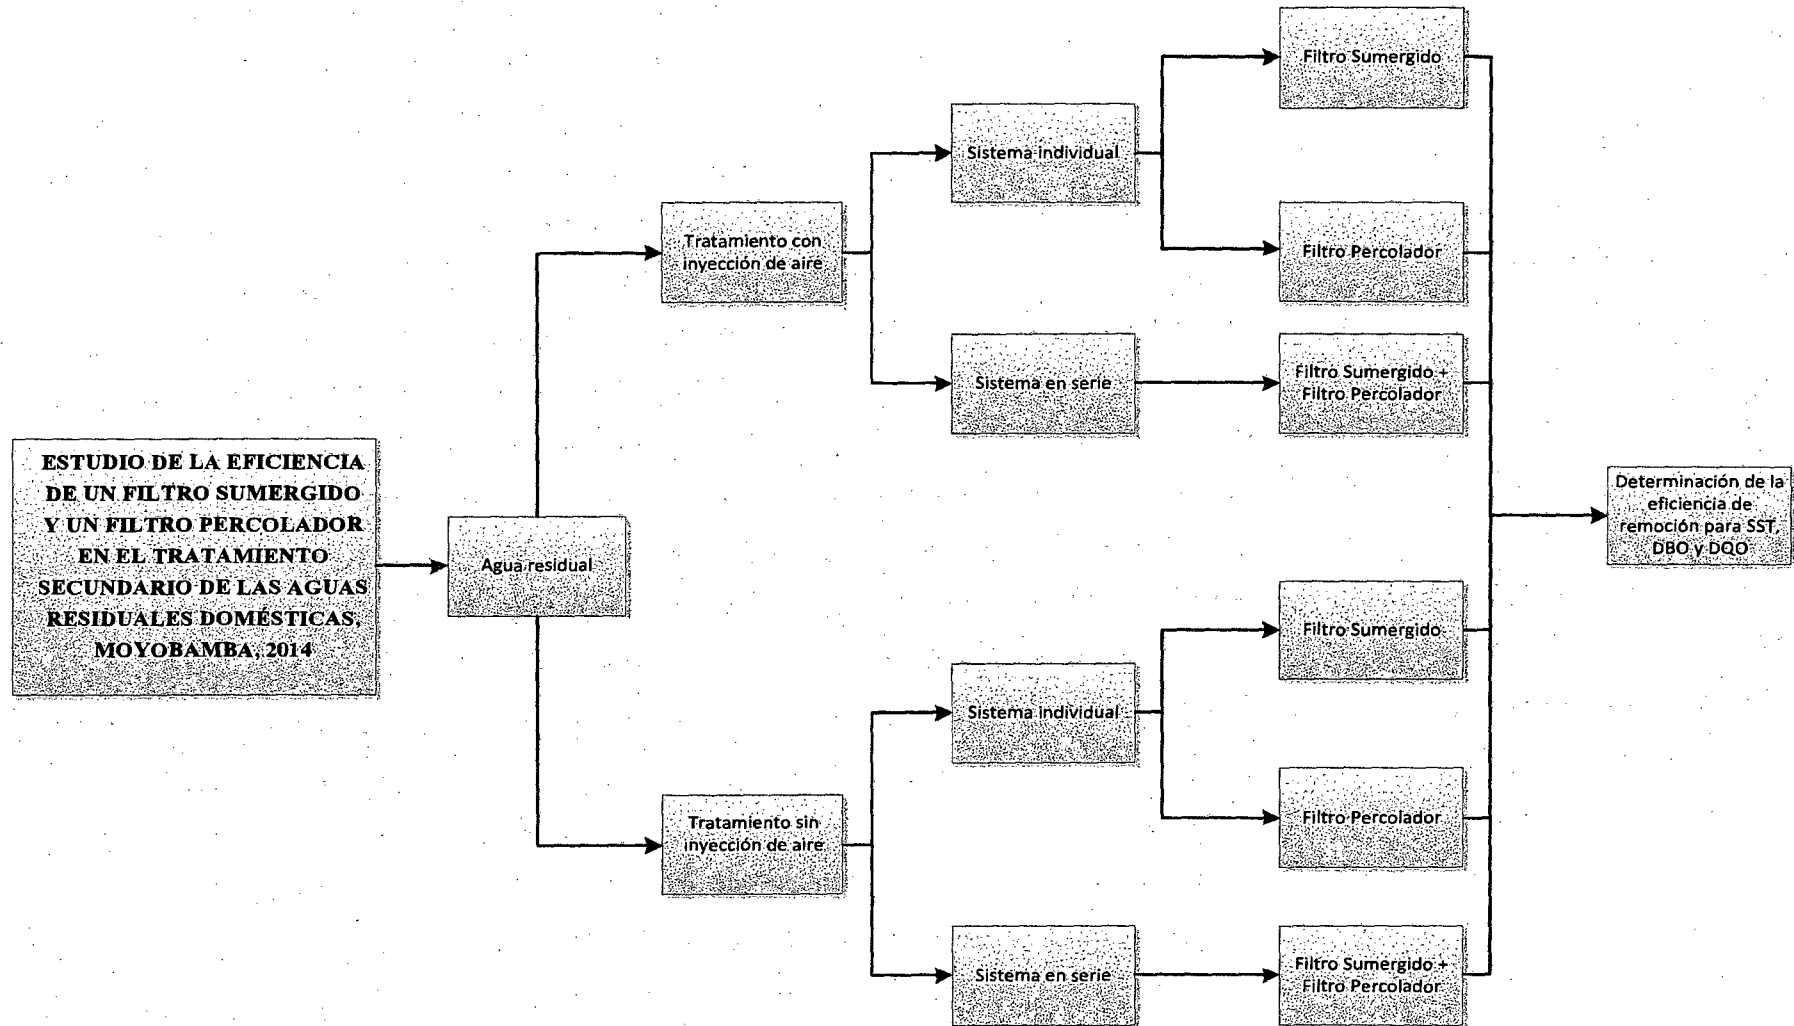 ESTUDIO DE LA EFICIENCIA
DE UN FILTRO SUMERGIDO
Y UN FILTRO PERCOLADOR
EN EL TRATAMIENTO
SECUNDARIO DE LAS AGUAS
RESIDUALES DOMÉSTICAS,
MOYOBAMBA, 2014
Agua residual
Tratamiento con
inyección de aire
Sistema individual
Filtro Sumergido
Filtro Percolador
Sistema en serie
Filtro Sumergido +
Filtro Percolador
Tratamiento sin
inyección de aire
Sistema individual
Filtro Sumergido
Filtro Percolador
Sistema en serie
Filtro Sumergido +
Filtro Percolador
Determinación de la
eficiencia de
remoción para SST,
DBO y DQO